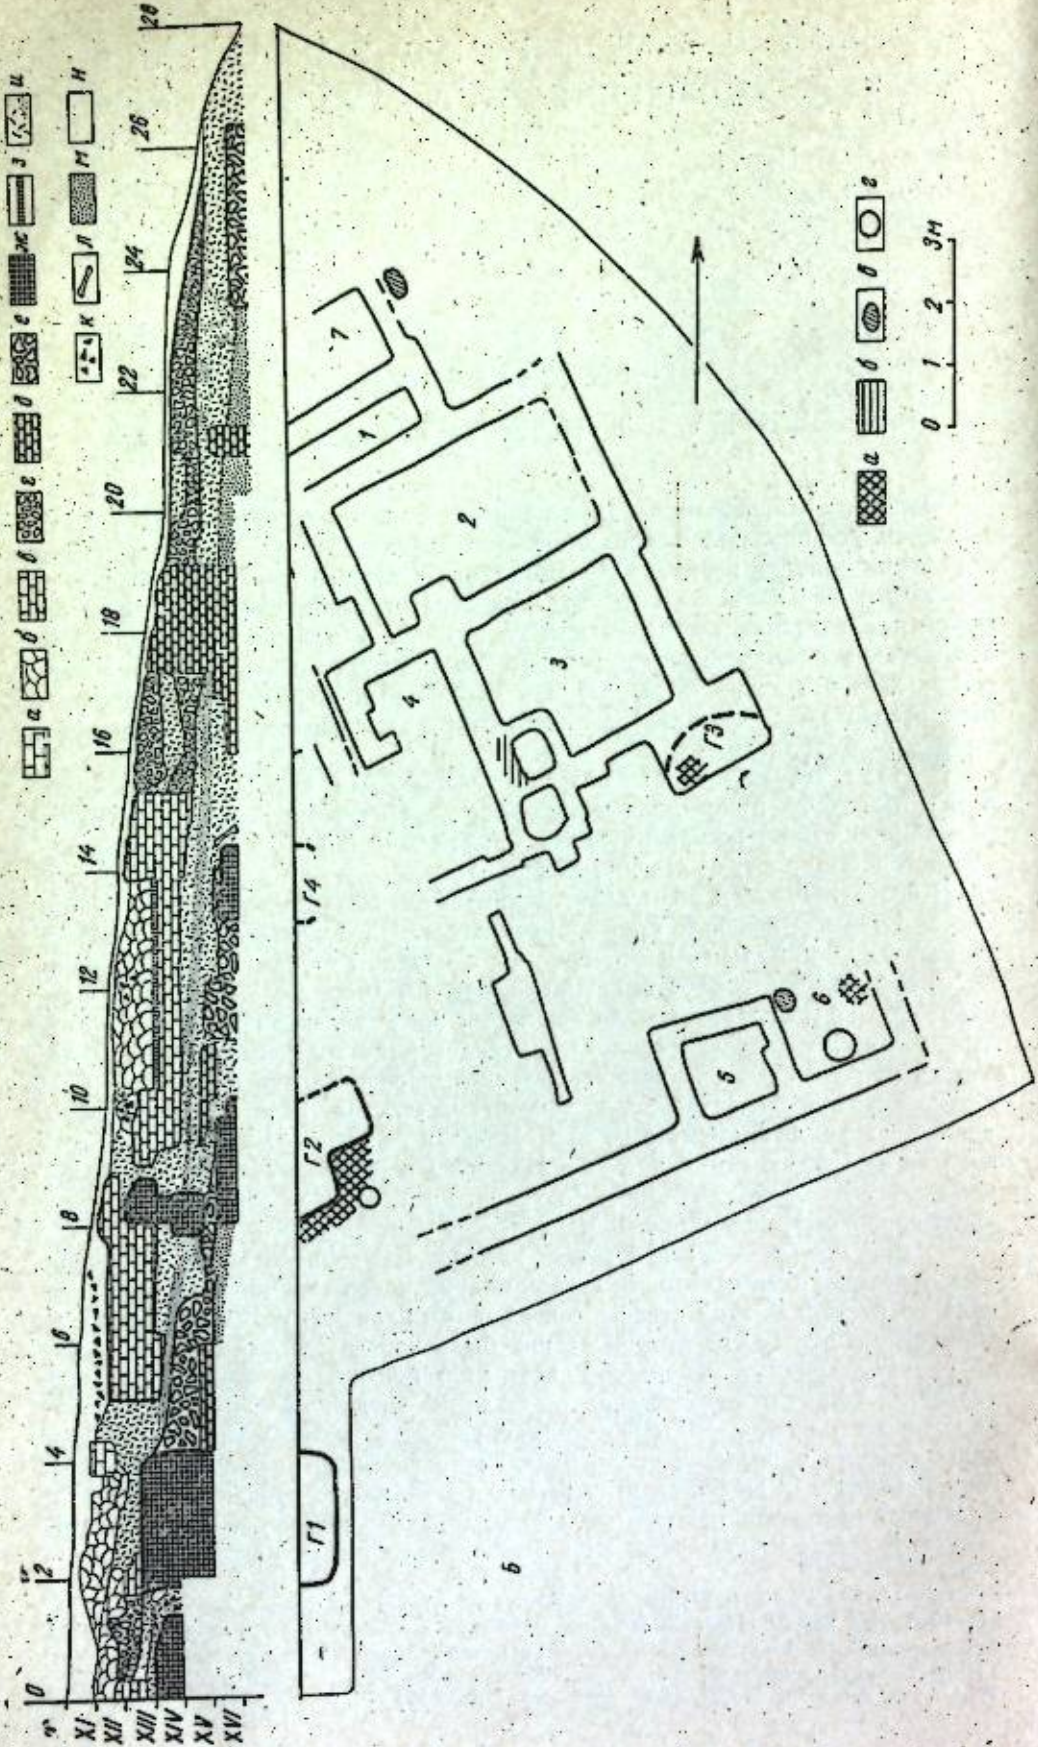 а б в г д е ж з и
к л м н
0 2 4 6 8 10 12 14 16 18 20 22 24 26 28
XI
XII
XIII
XIV
XV
XVI
Г1
Г2
Г4
Г3
1
2
3
4
5
6
7
Б
а б в г
0 1 2 3м